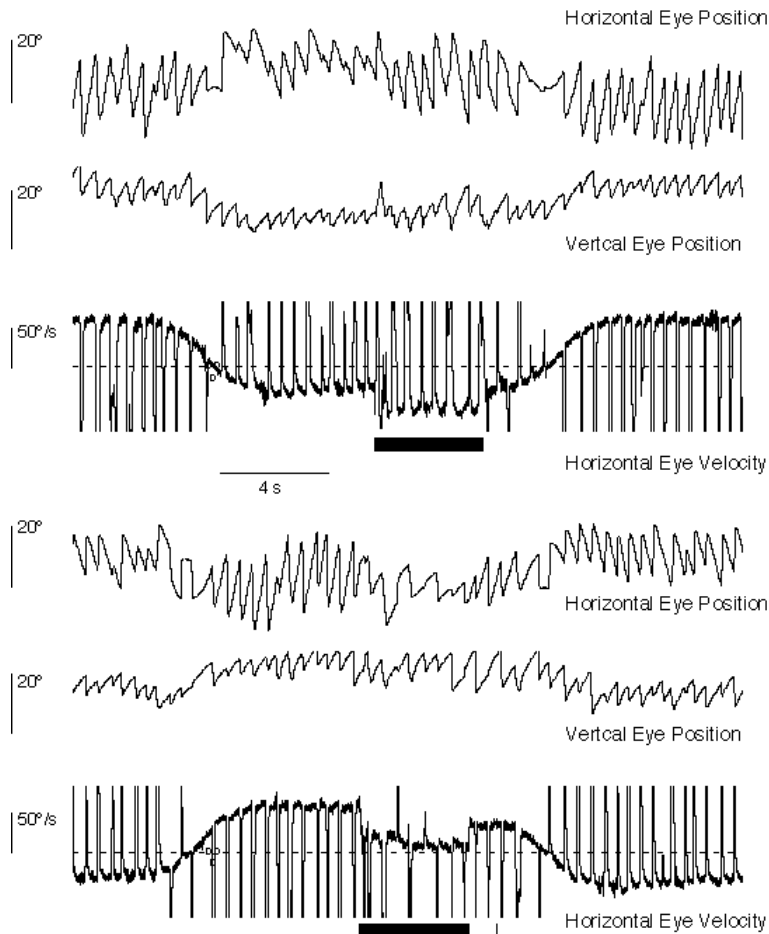 Horizontal Eye Position
20°
20°
Vertcal Eye Position
50°/s
Horizontal Eye Velocity
4 s
20°
Horizontal Eye Position
20°
Vertcal Eye Position
50°/s
Horizontal Eye Velocity